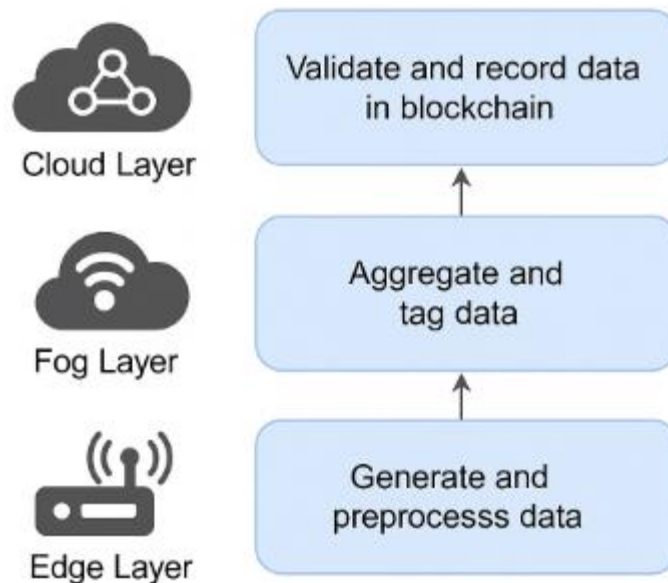 Cloud Layer
Validate and record data
in blockchain
Fog Layer
Aggregate and
tag data
Edge Layer
Generate and
preprocesss data